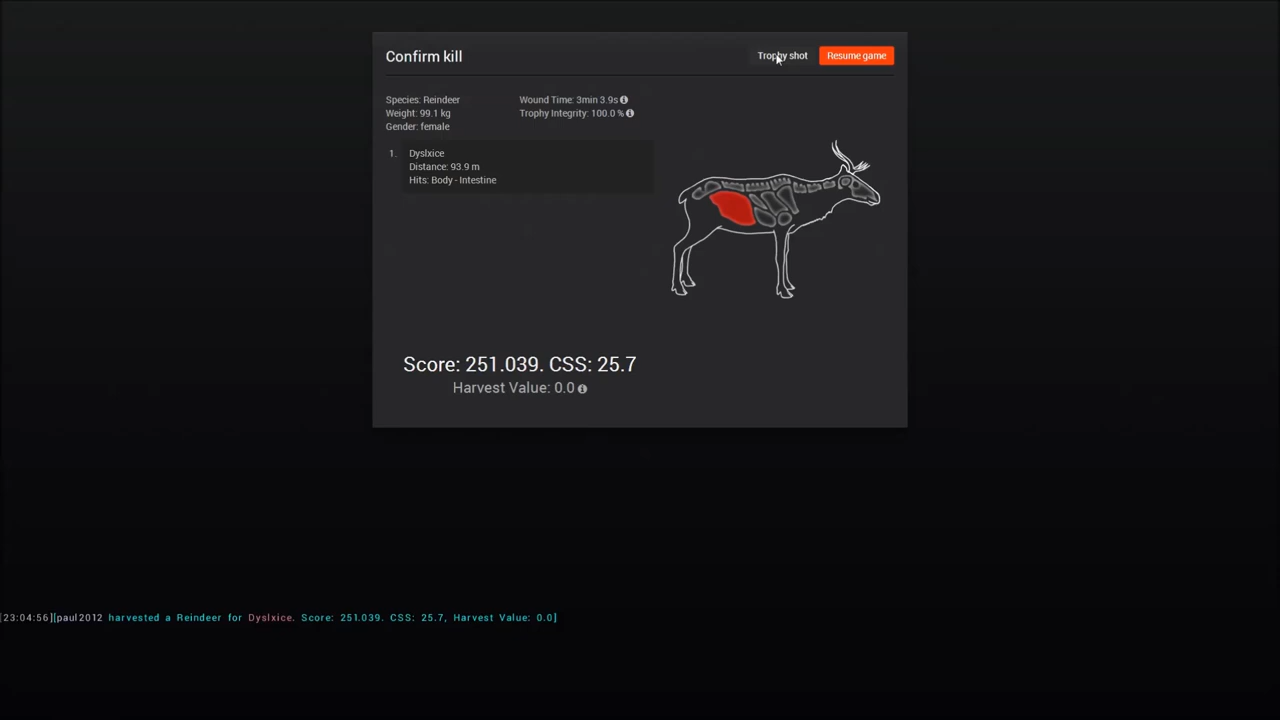 Confirm kill
Trophy shot
Resume game
Species: Reindeer
Wound Time: 3min 3.9s
Weight: 99.1 kg
Trophy Integrity: 100.0 %
Gender: female
1. Dyslxice
Distance: 93.9 m
Hits: Body - Intestine
Score: 251.039. CSS: 25.7
Harvest Value: 0.0
[23:04:56][paul2012 harvested a Reindeer for Dyslxice. Score: 251.039. CSS: 25.7, Harvest Value: 0.0]